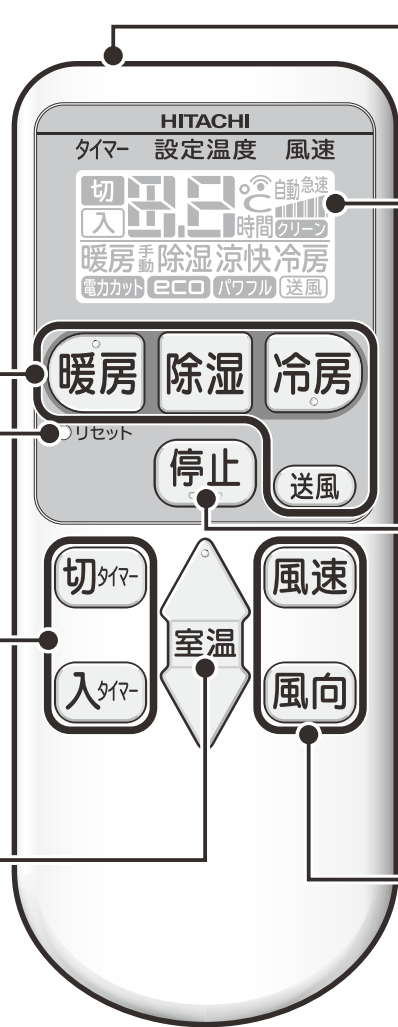 HITACHI
タイマー 設定温度 風速
切 ℃ 自動 急速
入 時間 クリーン
暖房 手動 除湿 涼快 冷房
電力カット eco パワフル 送風
暖房 除湿 冷房
リセット
停止 送風
切タイマー 風速
室温
入タイマー 風向